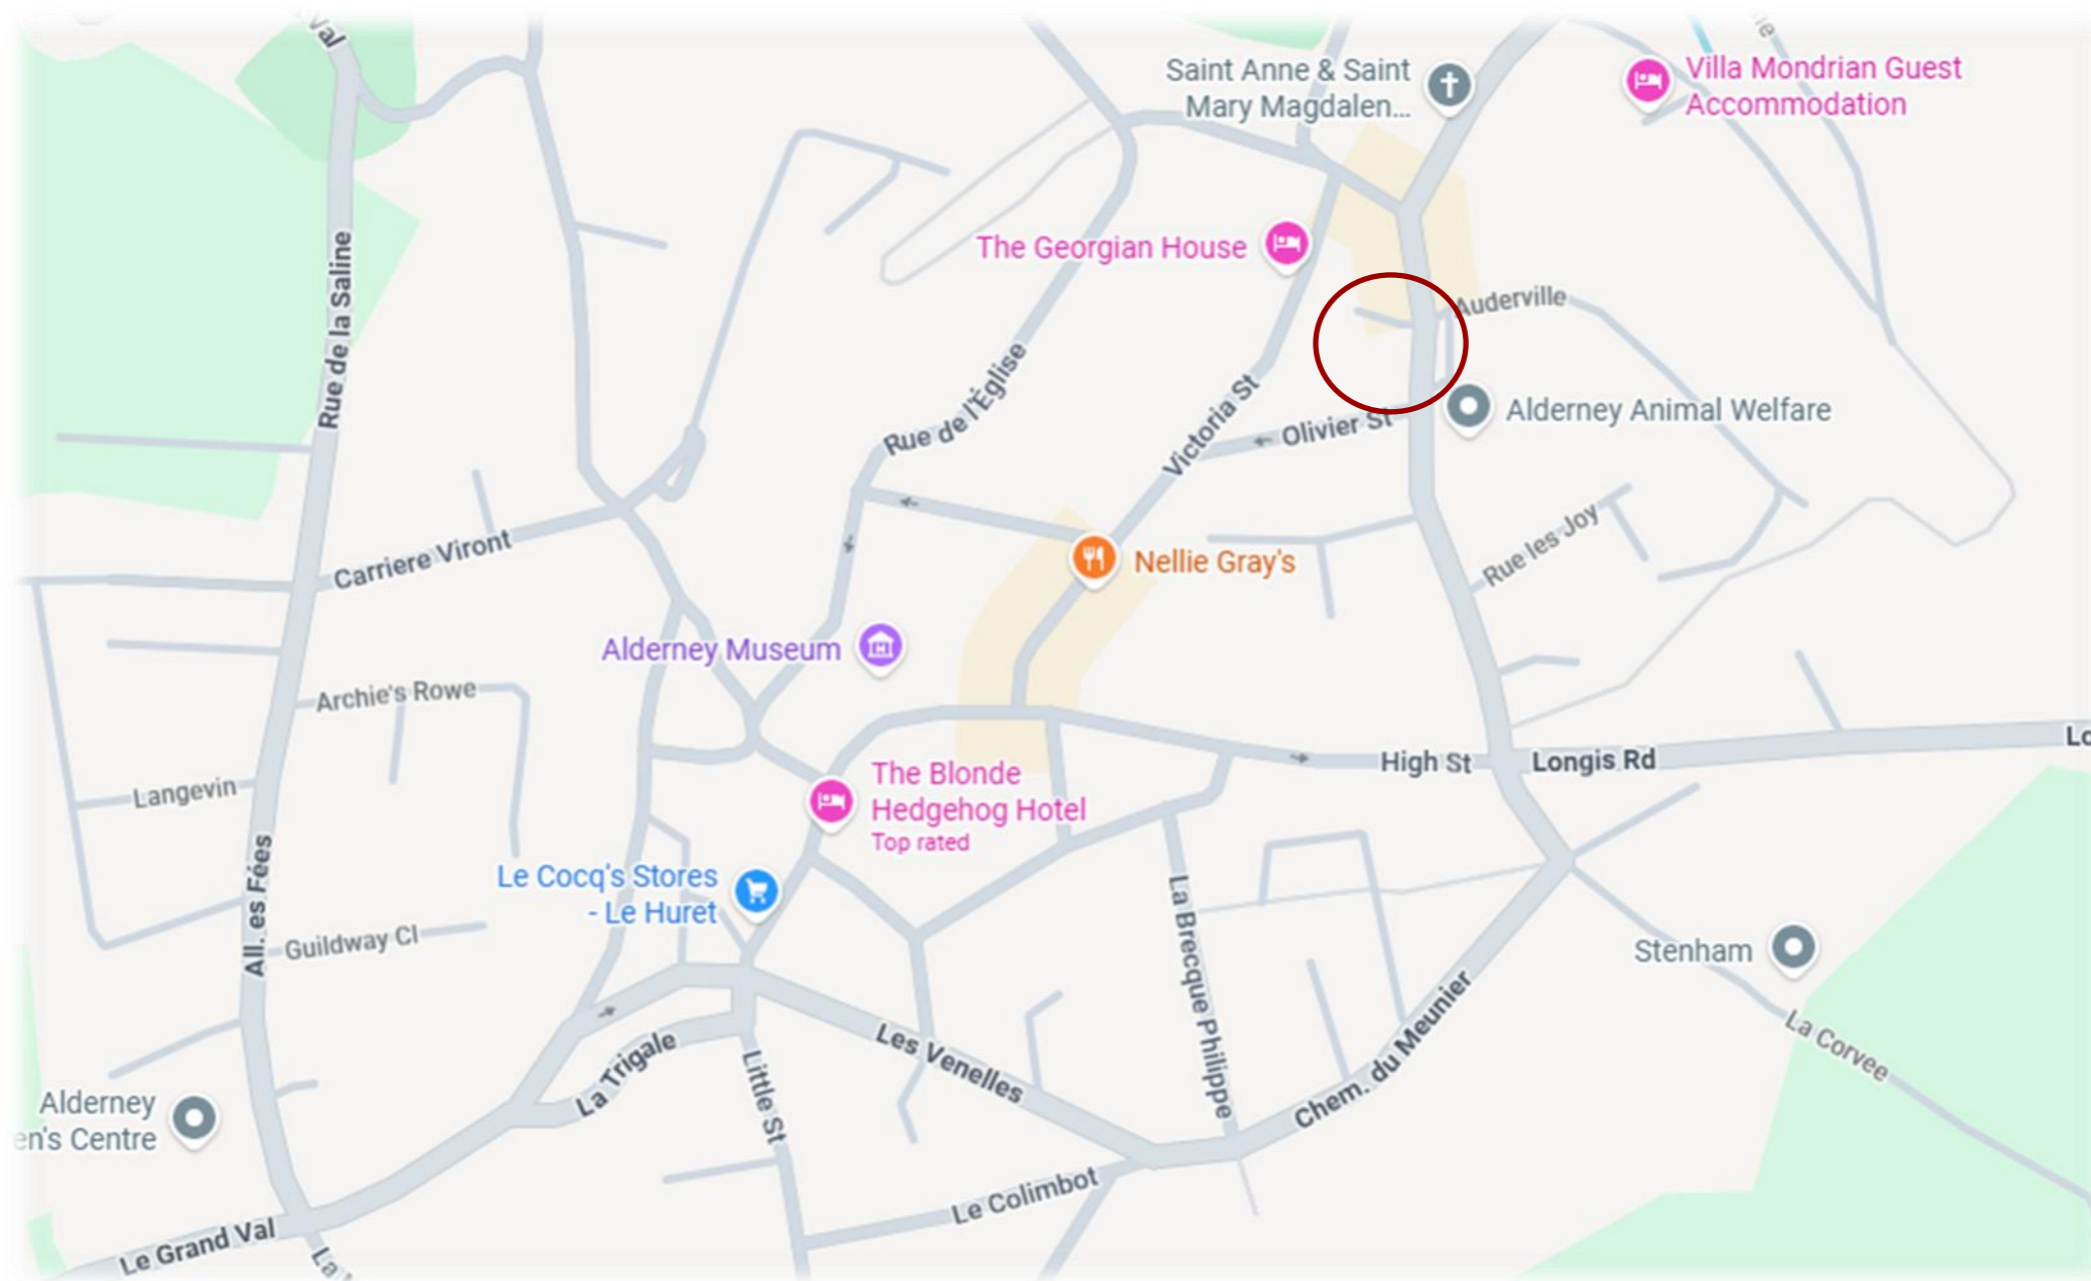 Val
Saint Anne & Saint
Mary Magdalen...
Villa Mondrian Guest
Accommodation
The Georgian House
Rue de la Saline
Auderville
Rue de l'Église
Victoria St
Olivier St
Alderney Animal Welfare
Carriere Viront
Nellie Gray's
Rue les Joy
Alderney Museum
Archie's Rowe
High St
Longis Rd
Lo
Langevin
The Blonde
Hedgehog Hotel
Top rated
Le Cocq's Stores
- Le Huret
All. es Fées
Guildway Cl
La Brecque Philippe
Stenham
La Corvee
Chem. du Meunier
Les Venelles
La Trigale
Little St
Alderney
en's Centre
Le Colimbot
Le Grand Val
La